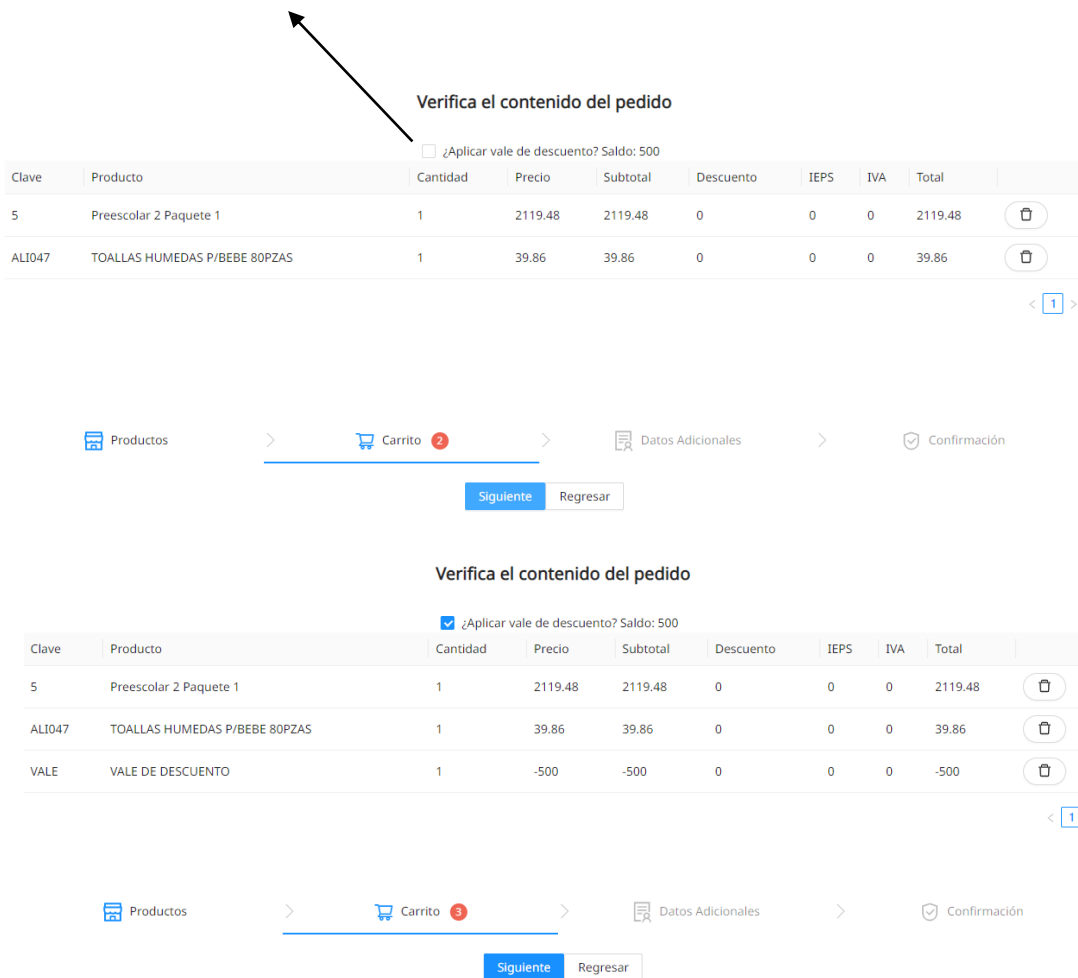 Verifica el contenido del pedido
¿Aplicar vale de descuento? Saldo: 500
Clave Producto Cantidad Precio Subtotal Descuento IEPS IVA Total
5 Preescolar 2 Paquete 1 1 2119.48 2119.48 0 0 0 2119.48
ALI047 TOALLAS HUMEDAS P/BEBE 80PZAS 1 39.86 39.86 0 0 0 39.86
< 1 >
Productos > Carrito 2 > Datos Adicionales > Confirmación
Siguiente Regresar
Verifica el contenido del pedido
¿Aplicar vale de descuento? Saldo: 500
Clave Producto Cantidad Precio Subtotal Descuento IEPS IVA Total
5 Preescolar 2 Paquete 1 1 2119.48 2119.48 0 0 0 2119.48
ALI047 TOALLAS HUMEDAS P/BEBE 80PZAS 1 39.86 39.86 0 0 0 39.86
VALE VALE DE DESCUENTO 1 -500 -500 0 0 0 -500
< 1
Productos > Carrito 3 > Datos Adicionales > Confirmación
Siguiente Regresar